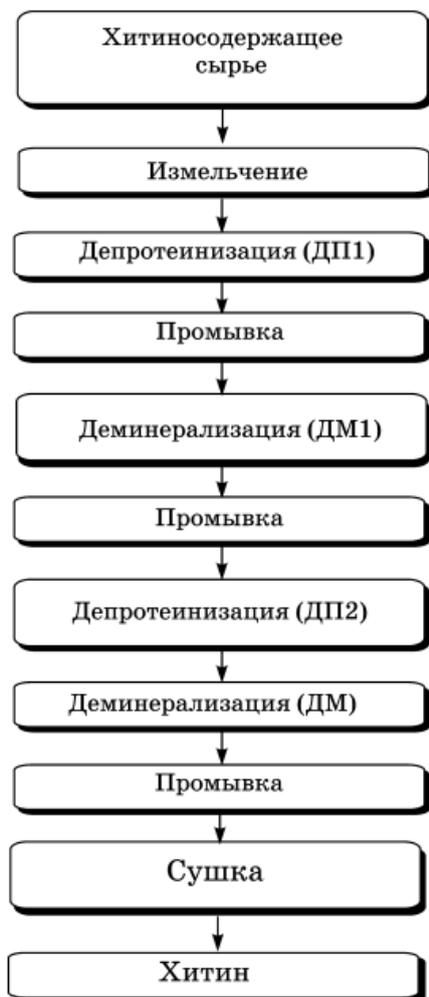 Хитиносодержащее
сырье
Измельчение
Депротеинизация (ДП1)
Промывка
Деминерализация (ДМ1)
Промывка
Депротеинизация (ДП2)
Деминерализация (ДМ)
Промывка
Сушка
Хитин